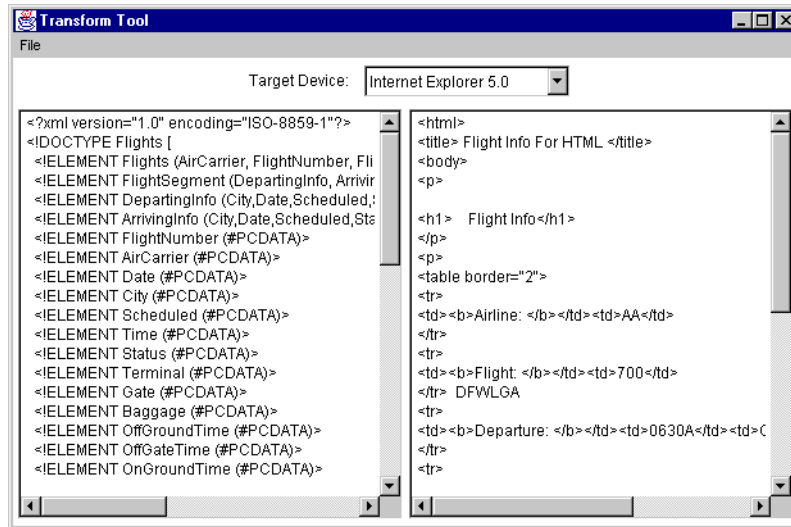 Transform Tool
File
Target Device: Internet Explorer 5.0
<?xml version="1.0" encoding="ISO-8859-1"?>
<!DOCTYPE Flights [
<!ELEMENT Flights (AirCarrier, FlightNumber, Fli
<!ELEMENT FlightSegment (DepartingInfo, Arrivir
<!ELEMENT DepartingInfo (City,Date,Scheduled,
<!ELEMENT ArrivingInfo (City,Date,Scheduled,Sta
<!ELEMENT FlightNumber (#PCDATA)>
<!ELEMENT AirCarrier (#PCDATA)>
<!ELEMENT Date (#PCDATA)>
<!ELEMENT City (#PCDATA)>
<!ELEMENT Scheduled (#PCDATA)>
<!ELEMENT Time (#PCDATA)>
<!ELEMENT Status (#PCDATA)>
<!ELEMENT Terminal (#PCDATA)>
<!ELEMENT Gate (#PCDATA)>
<!ELEMENT Baggage (#PCDATA)>
<!ELEMENT OffGroundTime (#PCDATA)>
<!ELEMENT OffGateTime (#PCDATA)>
<!ELEMENT OnGroundTime (#PCDATA)>
<html>
<title> Flight Info For HTML </title>
<body>
<p>
<h1> Flight Info</h1>
</p>
<p>
<table border="2">
<tr>
<td><b>Airline: </b></td><td>AA</td>
</tr>
<tr>
<td><b>Flight: </b></td><td>700</td>
</tr> DFWLGA
<tr>
<td><b>Departure: </b></td><td>0630A</td><td>
</tr>
<tr>